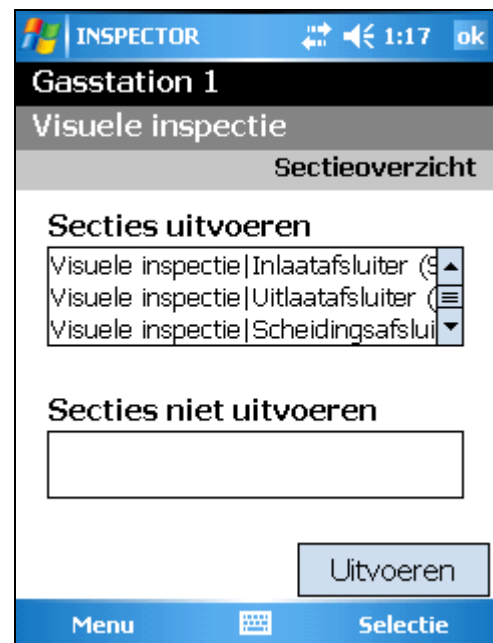 INSPECTOR 1:17 ok
Gasstation 1
Visuele inspectie
Sectieoverzicht
Secties uitvoeren
Visuele inspectie|Inlaatafsluiter (
Visuele inspectie|Uitlaatafsluiter (
Visuele inspectie|Scheidingsafslui
Secties niet uitvoeren
Uitvoeren
Menu Selectie